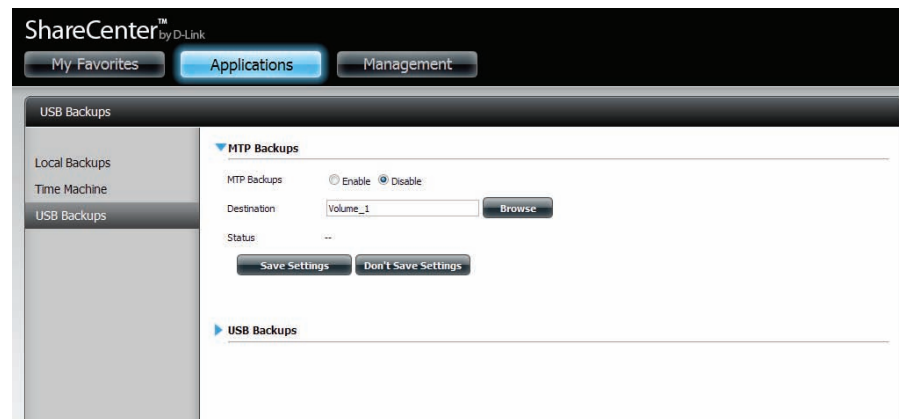 ShareCenter™ by D-Link
My Favorites Applications Management
USB Backups
Local Backups
Time Machine
USB Backups
MTP Backups
MTP Backups Enable Disable
Destination Volume_1 Browse
Status --
Save Settings Don't Save Settings
USB Backups